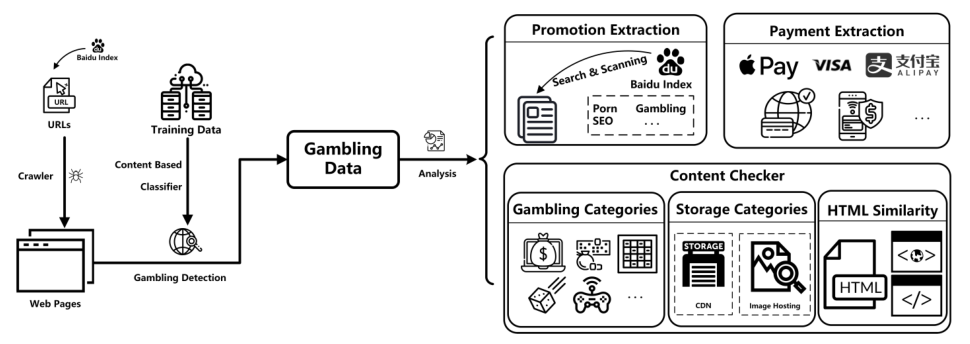 Baidu Index
URL
URLs
Training Data
Crawler
Content Based
Classifier
Web Pages
Gambling Detection
Gambling
Data
Analysis
Promotion Extraction
Search & Scanning
du
Baidu Index
Porn Gambling
SEO ...
Payment Extraction
Pay VISA 支 支付宝
ALIPAY
$
...
Content Checker
Gambling Categories
$
...
Storage Categories
STORAGE
CDN
Image Hosting
HTML Similarity
HTML
< >
</>